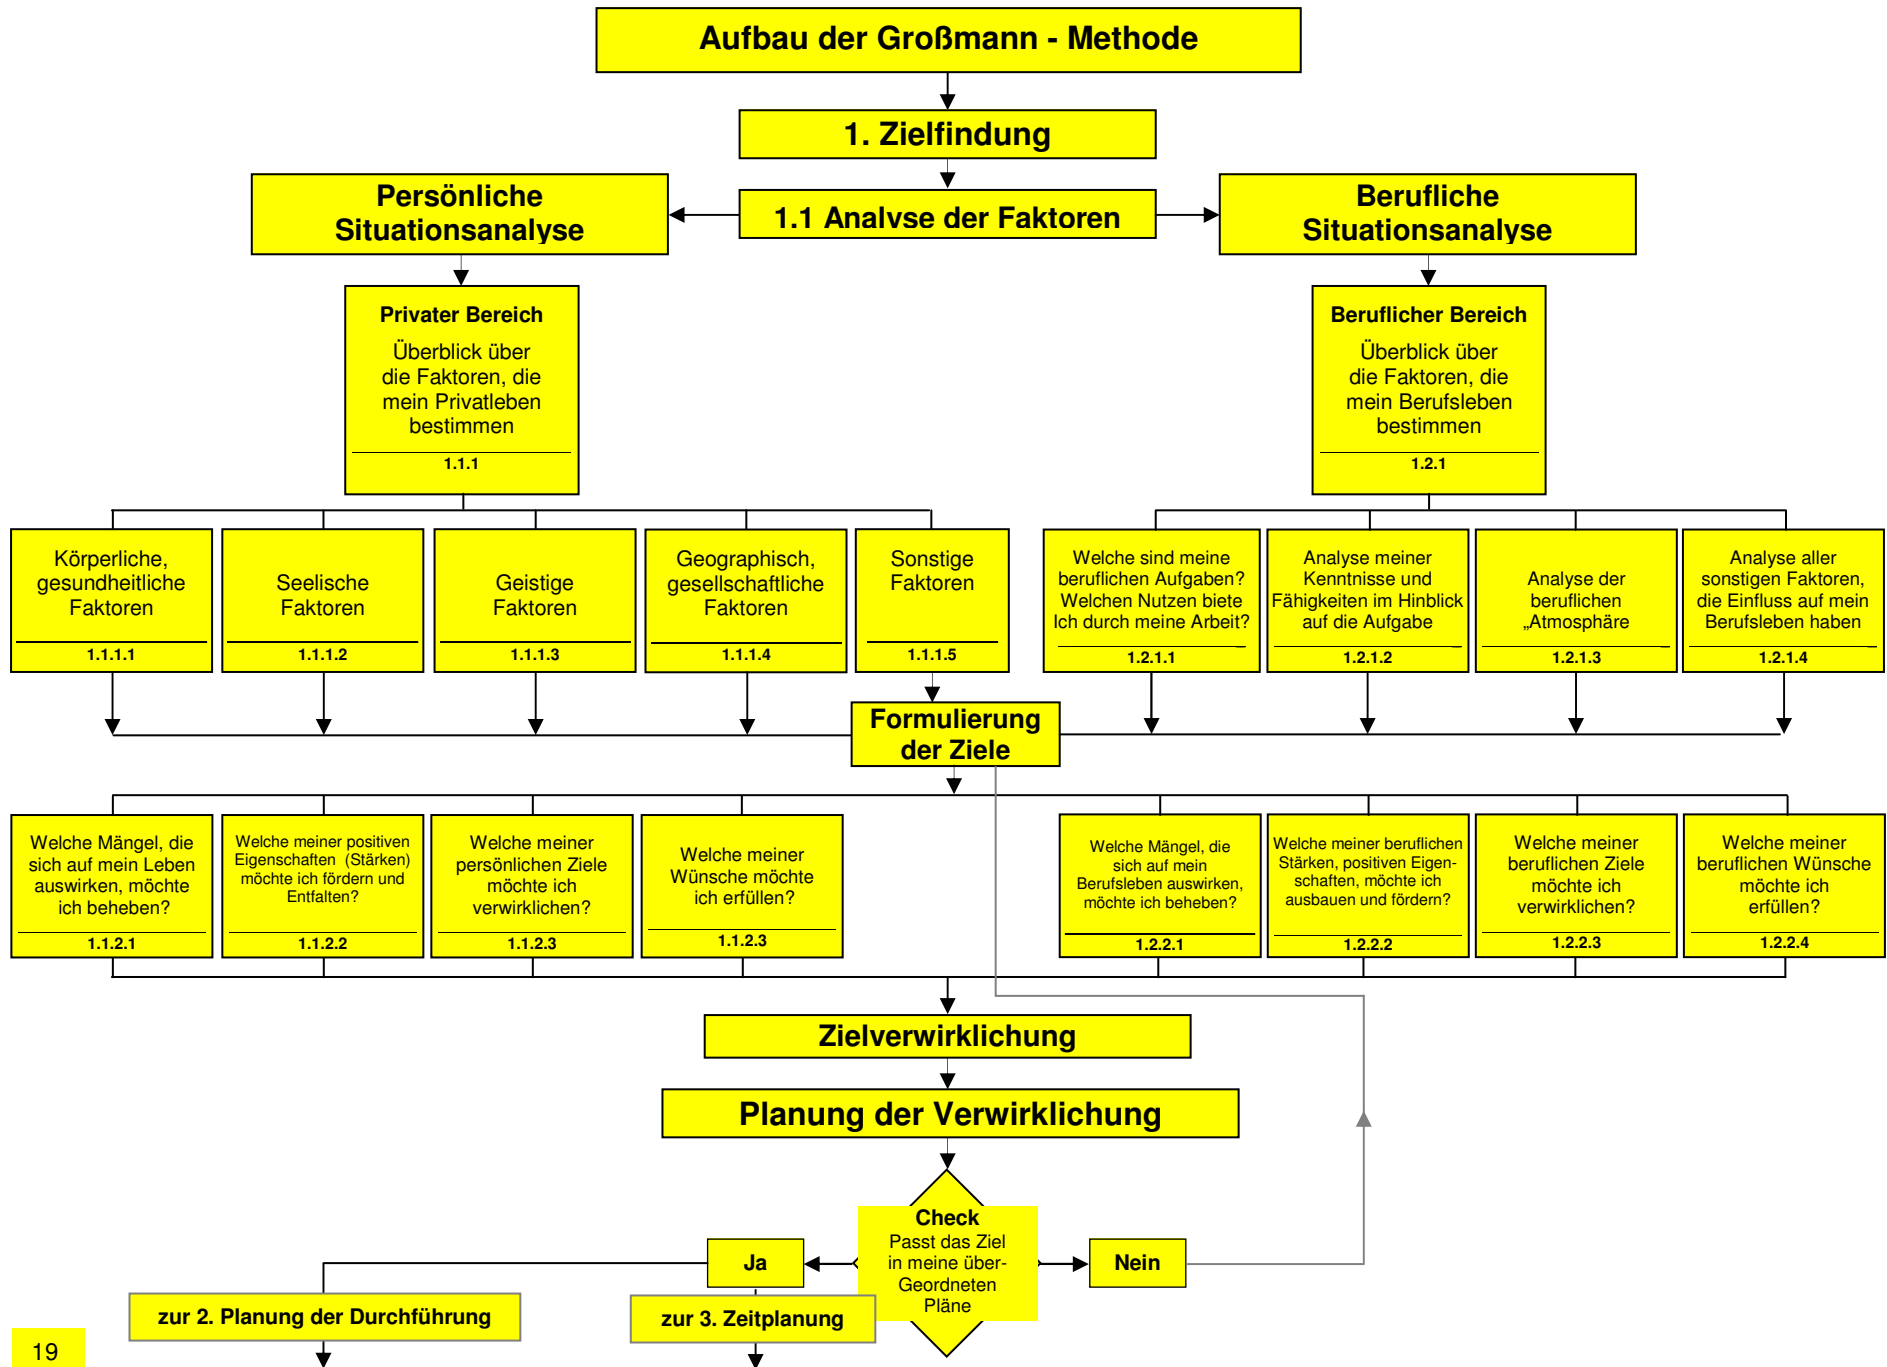 Aufbau der Großmann - Methode
1. Zielfindung
Persönliche
Situationsanalyse
1.1 Analyse der Faktoren
Berufliche
Situationsanalyse
Privater Bereich
Überblick über
die Faktoren, die
mein Privatleben
bestimmen
1.1.1
Beruflicher Bereich
Überblick über
die Faktoren, die
mein Berufsleben
bestimmen
1.2.1
Körperliche,
gesundheitliche
Faktoren
1.1.1.1
Seelische
Faktoren
1.1.1.2
Geistige
Faktoren
1.1.1.3
Geographisch,
gesellschaftliche
Faktoren
1.1.1.4
Sonstige
Faktoren
1.1.1.5
Welche sind meine
beruflichen Aufgaben?
Welchen Nutzen biete
Ich durch meine Arbeit?
1.2.1.1
Analyse meiner
Kenntnisse und
Fähigkeiten im Hinblick
auf die Aufgabe
1.2.1.2
Analyse der
beruflichen
„Atmosphäre
1.2.1.3
Analyse aller
sonstigen Faktoren,
die Einfluss auf mein
Berufsleben haben
1.2.1.4
Formulierung
der Ziele
Welche Mängel, die
sich auf mein Leben
auswirken, möchte
ich beheben?
1.1.2.1
Welche meiner positiven
Eigenschaften (Stärken)
möchte ich fördern und
Entfalten?
1.1.2.2
Welche meiner
persönlichen Ziele
möchte ich
verwirklichen?
1.1.2.3
Welche meiner
Wünsche möchte
ich erfüllen?
1.1.2.3
Welche Mängel, die
sich auf mein
Berufsleben auswirken,
möchte ich beheben?
1.2.2.1
Welche meiner beruflichen
Stärken, positiven Eigen-
schaften, möchte ich
ausbauen und fördern?
1.2.2.2
Welche meiner
beruflichen Ziele
möchte ich
verwirklichen?
1.2.2.3
Welche meiner
beruflichen Wünsche
möchte ich
erfüllen?
1.2.2.4
Zielverwirklichung
Planung der Verwirklichung
Check
Passt das Ziel
in meine über-
Geordneten
Pläne
Ja
Nein
zur 2. Planung der Durchführung
zur 3. Zeitplanung
19